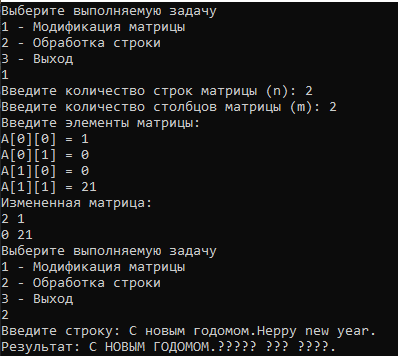 Выберите выполняемую задачу
1 - Модификация матрицы
2 - Обработка строки
3 - Выход
1
Введите количество строк матрицы (n): 2
Введите количество столбцов матрицы (m): 2
Введите элементы матрицы:
A[0][0] = 1
A[0][1] = 0
A[1][0] = 0
A[1][1] = 21
Измененная матрица:
2 1
0 21
Выберите выполняемую задачу
1 - Модификация матрицы
2 - Обработка строки
3 - Выход
2
Введите строку: С новым годомом.Heppy new year.
Результат: С НОВЫМ ГОДОМОМ.????? ??? ????.